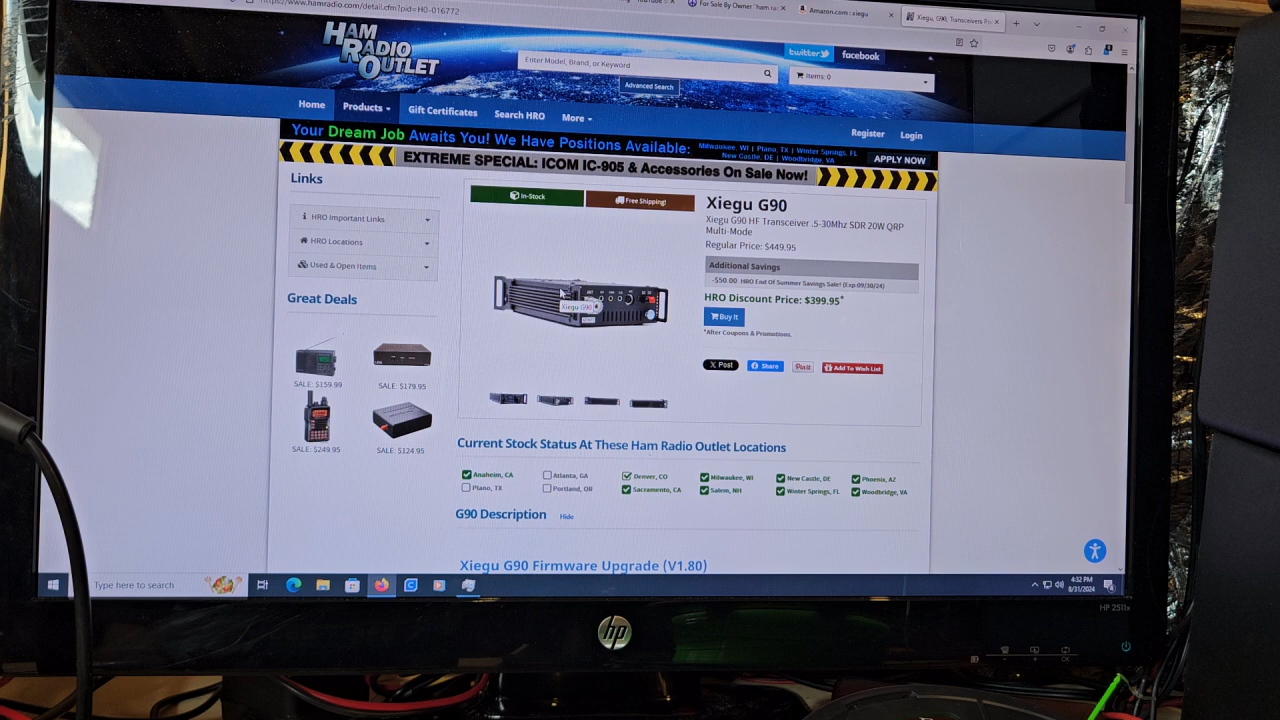 https://www.hamradio.com/detail.cfm?pid=H0-016772
For Sale By Owner
Amazon.com : xiegu
Xiegu, G90, Transceivers
HAM RADIO OUTLET
Enter Model, Brand, or Keyword
Advanced Search
twitter
facebook
Items: 0
Home
Products
Gift Certificates
Search HRO
More
Register
Login
Your Dream Job Awaits You! We Have Positions Available:
Milwaukee, WI | Plano, TX | Winter Springs, FL
New Castle, DE | Woodbridge, VA
APPLY NOW
EXTREME SPECIAL: ICOM IC-905 & Accessories On Sale Now!
Links
HRO Important Links
HRO Locations
Used & Open Items
Great Deals
SALE: $159.99
SALE: $179.95
SALE: $249.95
SALE: $124.95
In-Stock
Free Shipping!
Xiegu G90
Xiegu G90
Xiegu G90 HF Transceiver .5-30Mhz SDR 20W QRP
Multi-Mode
Regular Price: $449.95
Additional Savings
-$50.00 HRO End Of Summer Savings Sale! (Exp 09/30/24)
HRO Discount Price: $399.95*
Buy It
*After Coupons & Promotions.
X Post
Share
Pin it
Add To Wish List
Current Stock Status At These Ham Radio Outlet Locations
Anaheim, CA
Atlanta, GA
Denver, CO
Milwaukee, WI
New Castle, DE
Phoenix, AZ
Plano, TX
Portland, OR
Sacramento, CA
Salem, NH
Winter Springs, FL
Woodbridge, VA
G90 Description
Hide
Xiegu G90 Firmware Upgrade (V1.80)
Type here to search
4:32 PM
8/31/2024
HP 2511x
hp
OK